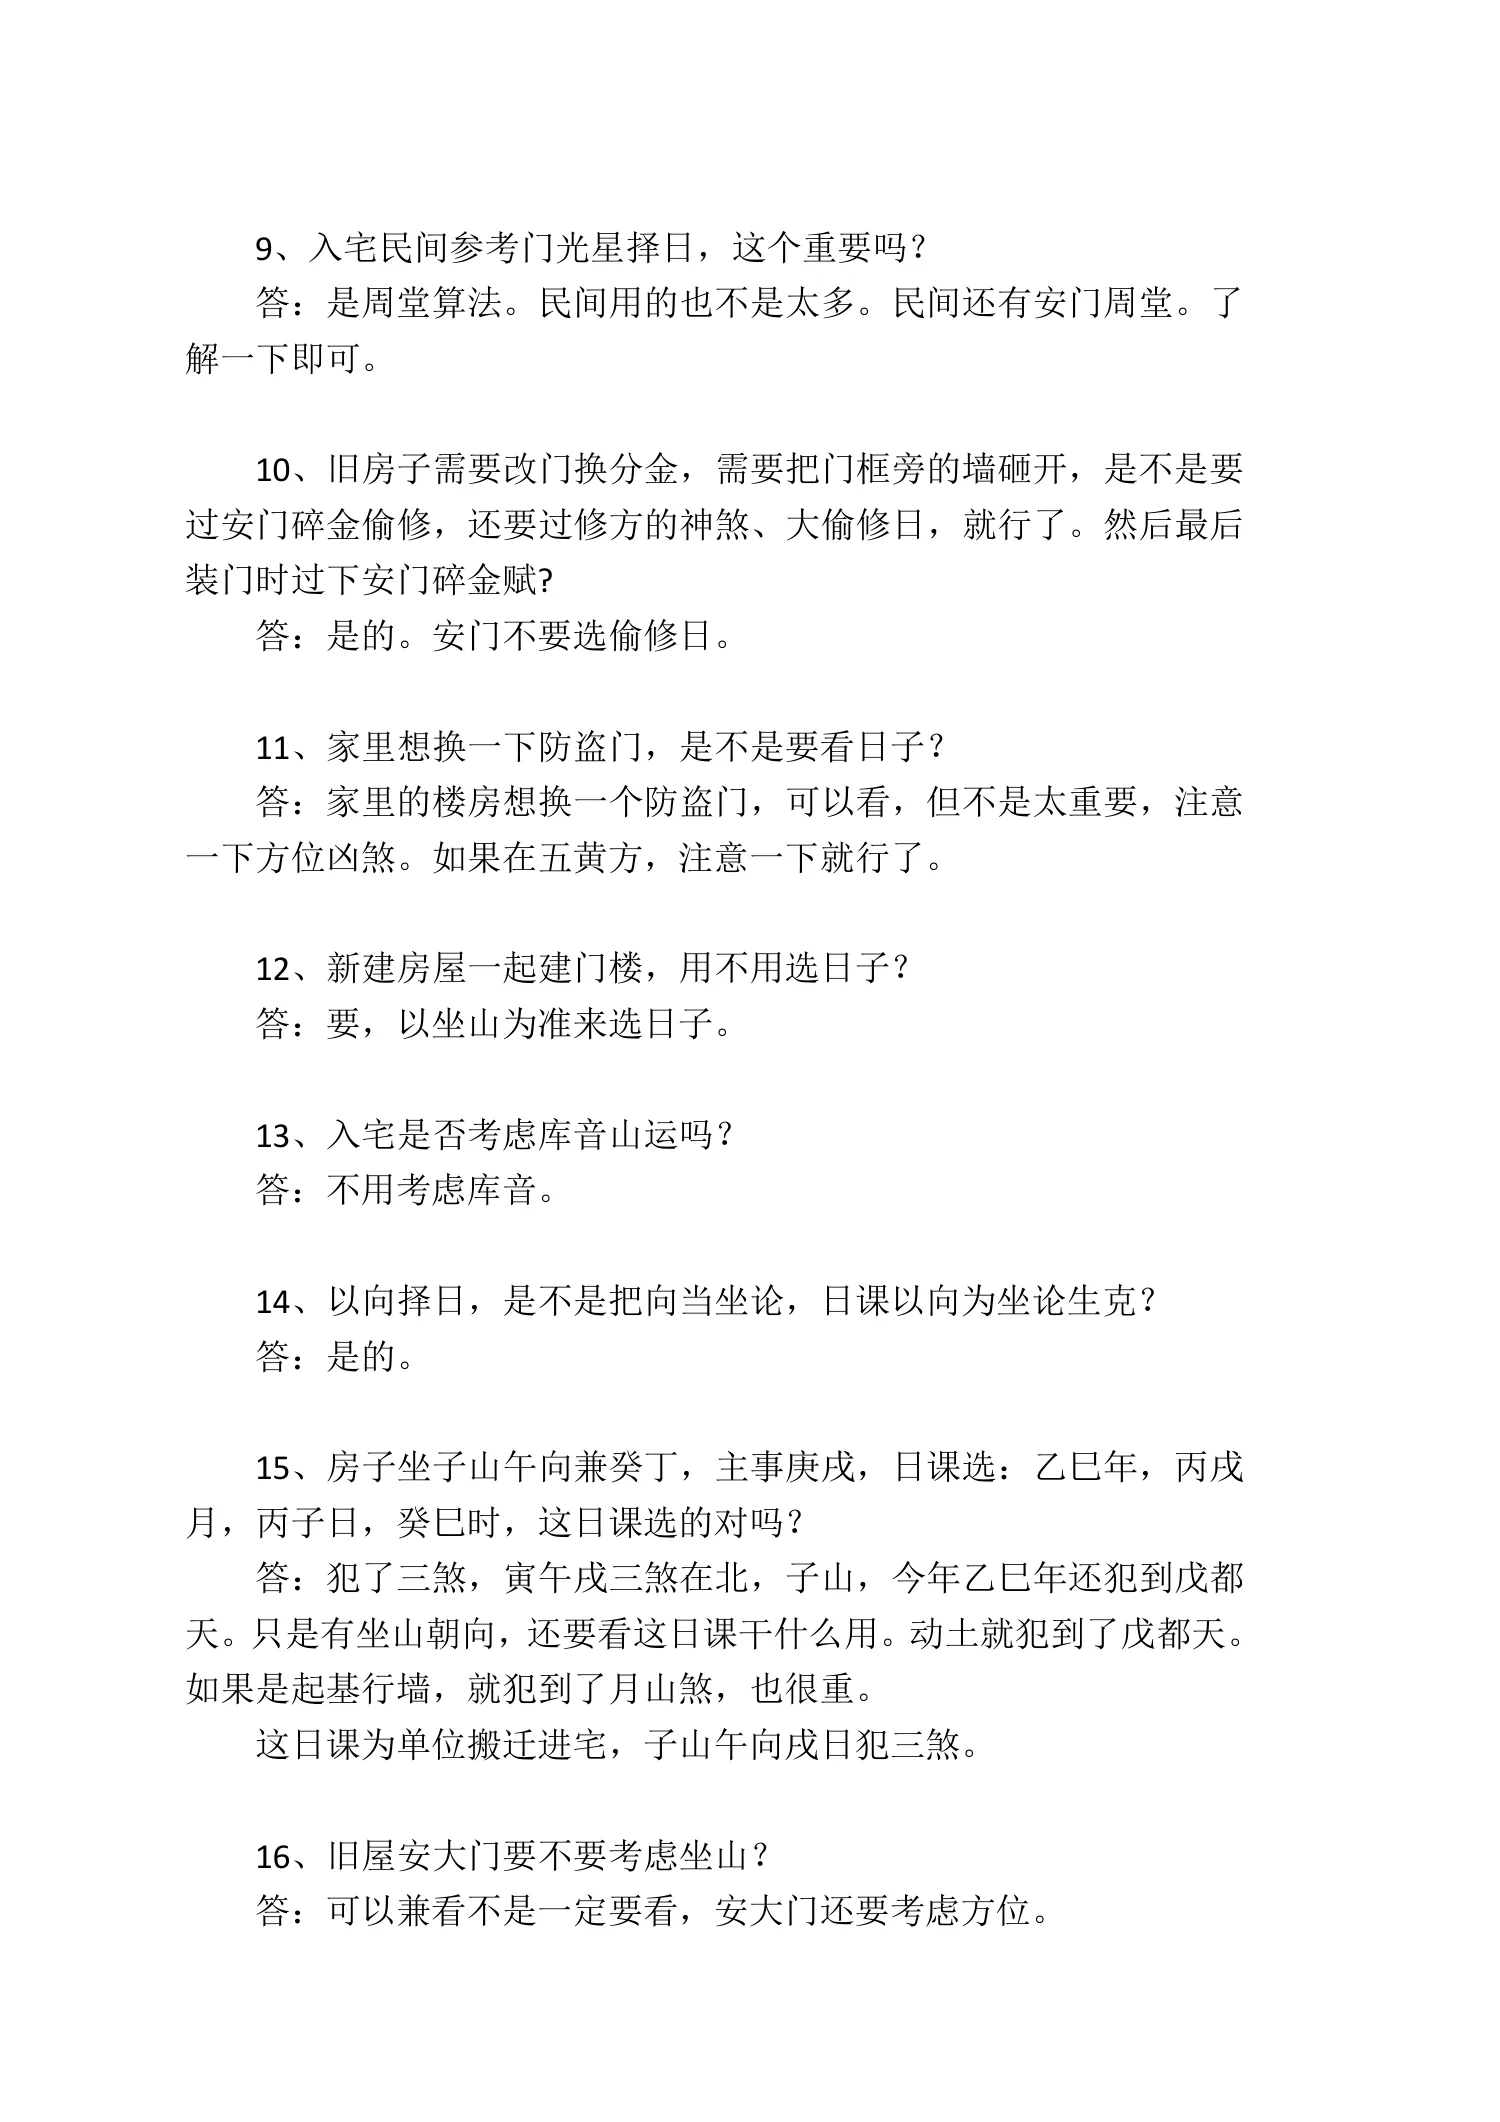 9、入宅民间参考门光星择日，这个重要吗？
答：是周堂算法。民间用的也不是太多。民间还有安门周堂。了
解一下即可。
10、旧房子需要改门换分金，需要把门框旁的墙砸开，是不是要
过安门碎金偷修，还要过修方的神煞、大偷修日，就行了。然后最后
装门时过下安门碎金赋?
答：是的。安门不要选偷修日。
11、家里想换一下防盗门，是不是要看日子？
答：家里的楼房想换一个防盗门，可以看，但不是太重要，注意
一下方位凶煞。如果在五黄方，注意一下就行了。
12、新建房屋一起建门楼，用不用选日子？
答：要，以坐山为准来选日子。
13、入宅是否考虑库音山运吗？
答：不用考虑库音。
14、以向择日，是不是把向当坐论，日课以向为坐论生克？
答：是的。
15、房子坐子山午向兼癸丁，主事庚戌，日课选：乙巳年，丙戌
月，丙子日，癸巳时，这日课选的对吗？
答：犯了三煞，寅午戌三煞在北，子山，今年乙巳年还犯到戊都
天。只是有坐山朝向，还要看这日课干什么用。动土就犯到了戊都天。
如果是起基行墙，就犯到了月山煞，也很重。
这日课为单位搬迁进宅，子山午向戌日犯三煞。
16、旧屋安大门要不要考虑坐山？
答：可以兼看不是一定要看，安大门还要考虑方位。